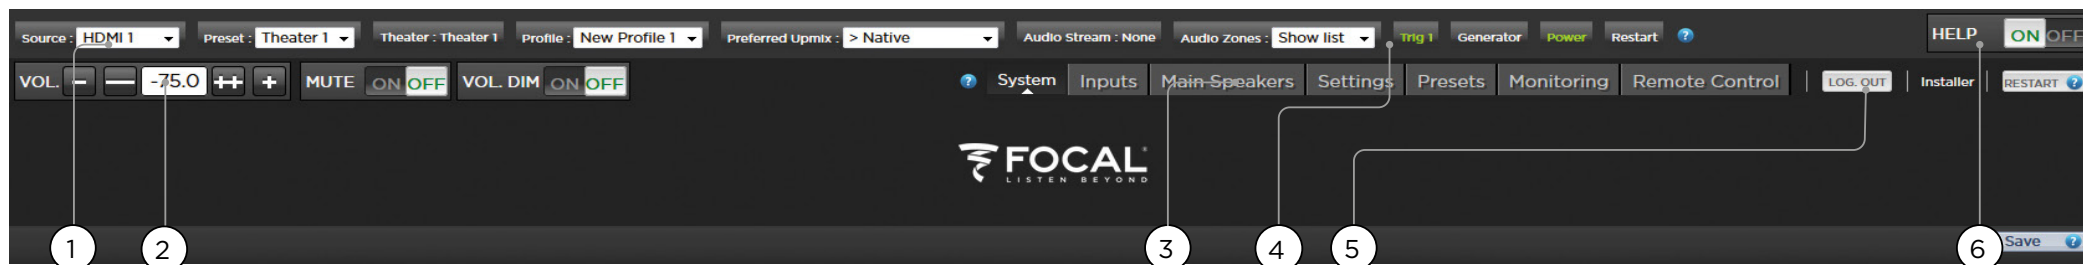 Source : HDMI 1 Preset : Theater 1 Theater : Theater 1 Profile : New Profile 1 Preferred Upmix : > Native Audio Stream : None Audio Zones : Show list Trig 1 Generator Power Restart ? HELP ON OFF
VOL. - -75.0 + MUTE ON OFF VOL. DIM ON OFF ? System Inputs Main Speakers Settings Presets Monitoring Remote Control LOG. OUT Installer RESTART ?
FOCAL
LISTEN BEYOND
1 2 3 4 5 6 Save ?